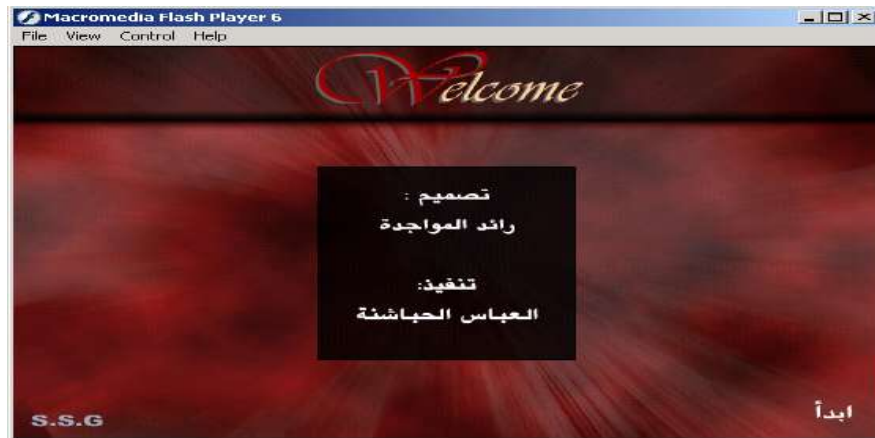 Macromedia Flash Player 6
File View Control Help
Welcome
تصميم :
رائد المواجدة
تنفيذ:
العباس الحباشنة
ابدأ
S.S.G